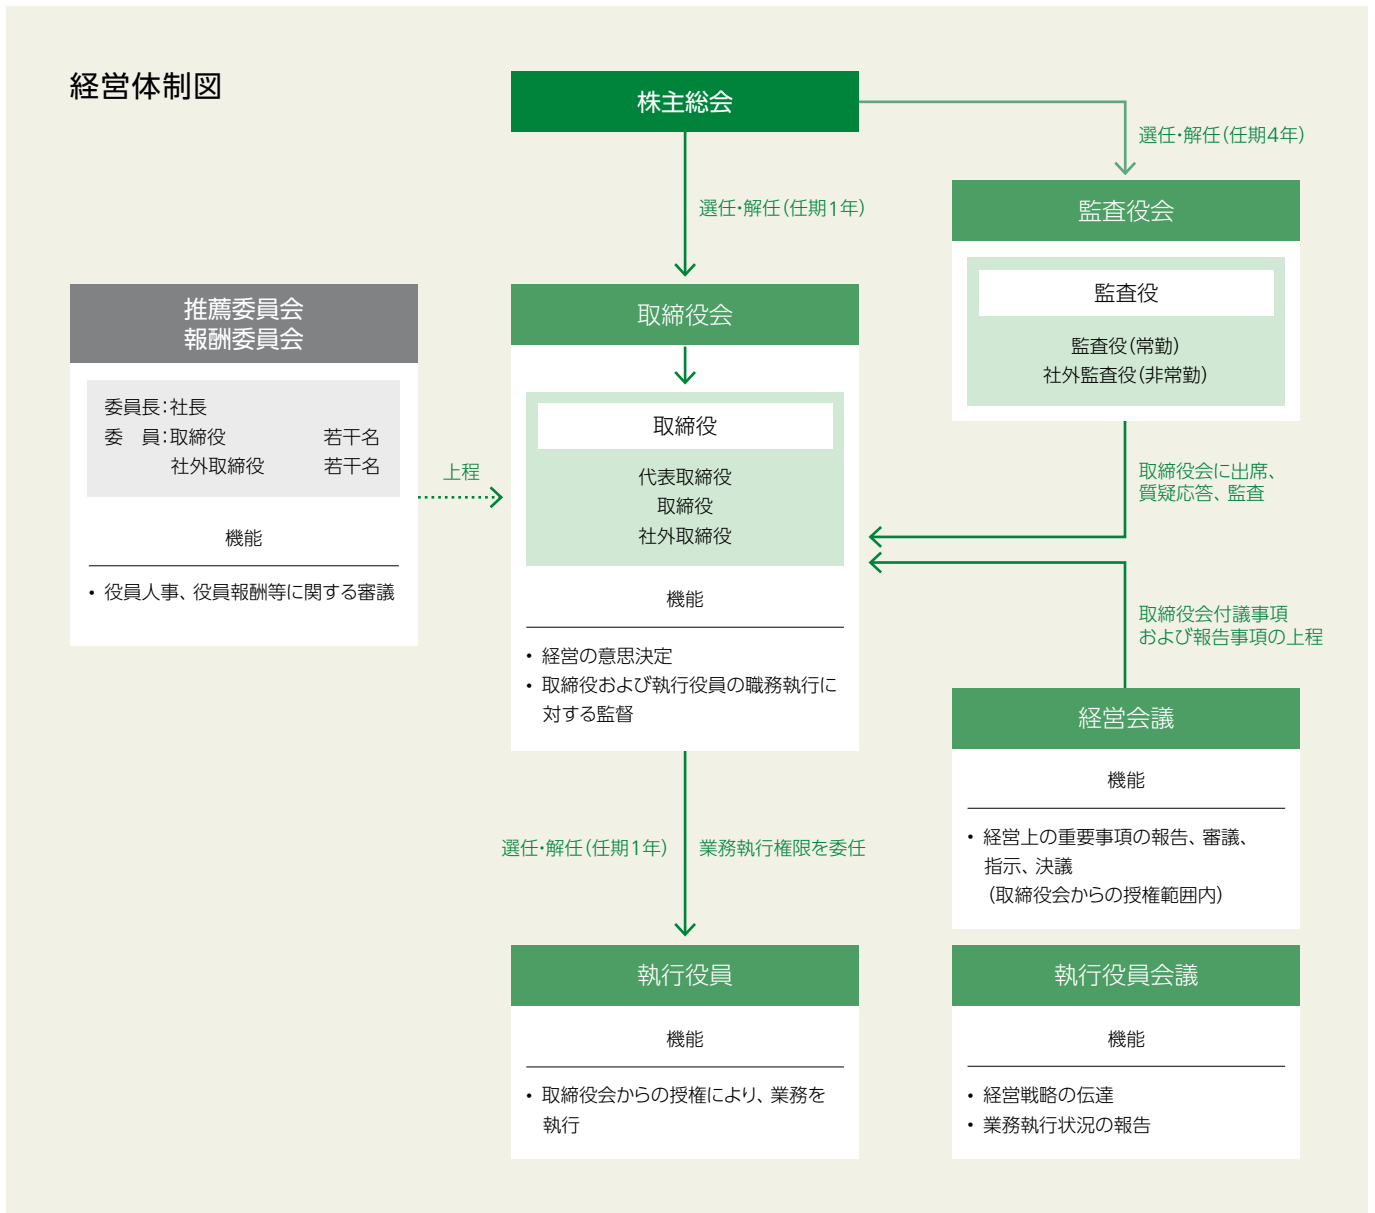 経営体制図
株主総会
選任・解任（任期4年）
選任・解任（任期1年）
監査役会
監査役
監査役（常勤）
社外監査役（非常勤）
推薦委員会
報酬委員会
委員長：社長
委　員：取締役　若干名
社外取締役　若干名
機能
• 役員人事、役員報酬等に関する審議
上程
取締役会
取締役
代表取締役
取締役
社外取締役
機能
• 経営の意思決定
• 取締役および執行役員の職務執行に
対する監督
取締役会に出席、
質疑応答、監査
取締役会付議事項
および報告事項の上程
経営会議
機能
• 経営上の重要事項の報告、審議、
指示、決議
（取締役会からの授権範囲内）
選任・解任（任期1年）
業務執行権限を委任
執行役員
機能
• 取締役会からの授権により、業務を
執行
執行役員会議
機能
• 経営戦略の伝達
• 業務執行状況の報告